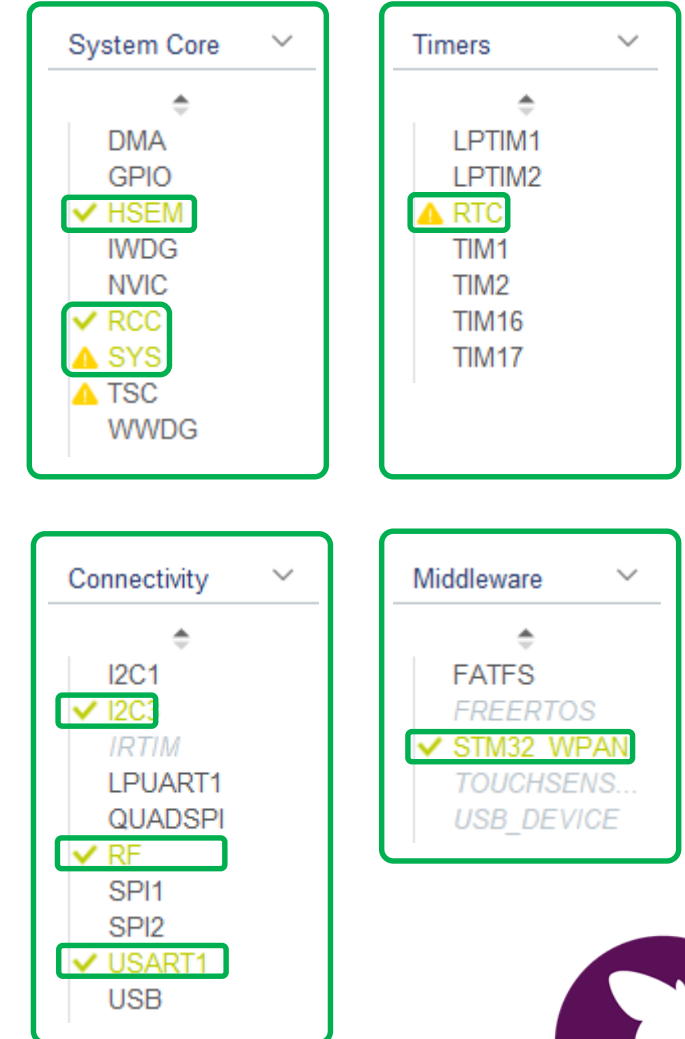 System Core
DMA
GPIO
HSEM
IWDG
NVIC
RCC
SYS
TSC
WWDG
Timers
LPTIM1
LPTIM2
RTC
TIM1
TIM2
TIM16
TIM17
Connectivity
I2C1
I2C3
IRTIM
LPUART1
QUADSPI
RF
SPI1
SPI2
USART1
USB
Middleware
FATFS
FREERTOS
STM32_WPAN
TOUCHSENS...
USB_DEVICE